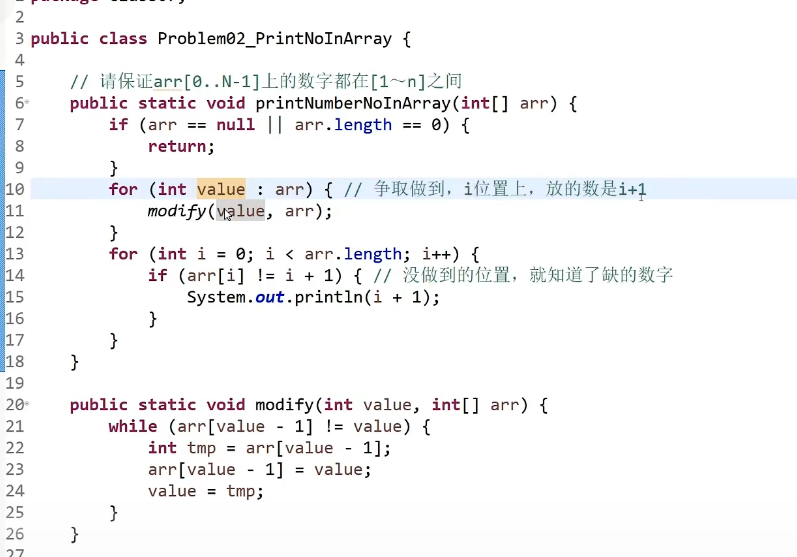 2
3 public class Problem02_PrintNoInArray {
4
5 // 请保证arr[0..N-1]上的数字都在[1～n]之间
6 public static void printNumberNoInArray(int[] arr) {
7 if (arr == null || arr.length == 0) {
8 return;
9 }
10 for (int value : arr) { // 争取做到，i位置上，放的数是i+1
11 modify(value, arr);
12 }
13 for (int i = 0; i < arr.length; i++) {
14 if (arr[i] != i + 1) { // 没做到的位置，就知道了缺的数字
15 System.out.println(i + 1);
16 }
17 }
18 }
19
20 public static void modify(int value, int[] arr) {
21 while (arr[value - 1] != value) {
22 int tmp = arr[value - 1];
23 arr[value - 1] = value;
24 value = tmp;
25 }
26 }
27